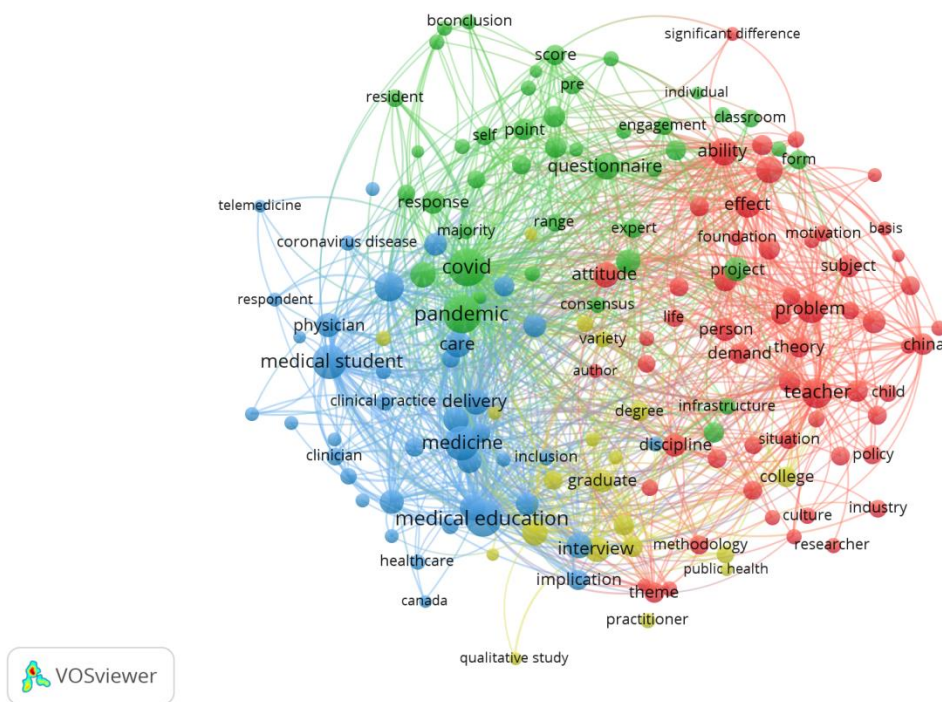 bconclusion
significant difference
score
pre
resident
individual
self
point
engagement
classroom
ability
questionnaire
form
telemedicine
response
range
expert
effect
coronavirus disease
majority
foundation
motivation
basis
covid
attitude
project
subject
respondent
consensus
pandemic
life
problem
physician
care
variety
person
theory
china
medical student
author
demand
clinical practice
delivery
degree
infrastructure
teacher
child
medicine
discipline
situation
clinician
inclusion
policy
graduate
college
medical education
culture
industry
interview
methodology
researcher
healthcare
implication
public health
canada
theme
practitioner
qualitative study
VOSviewer